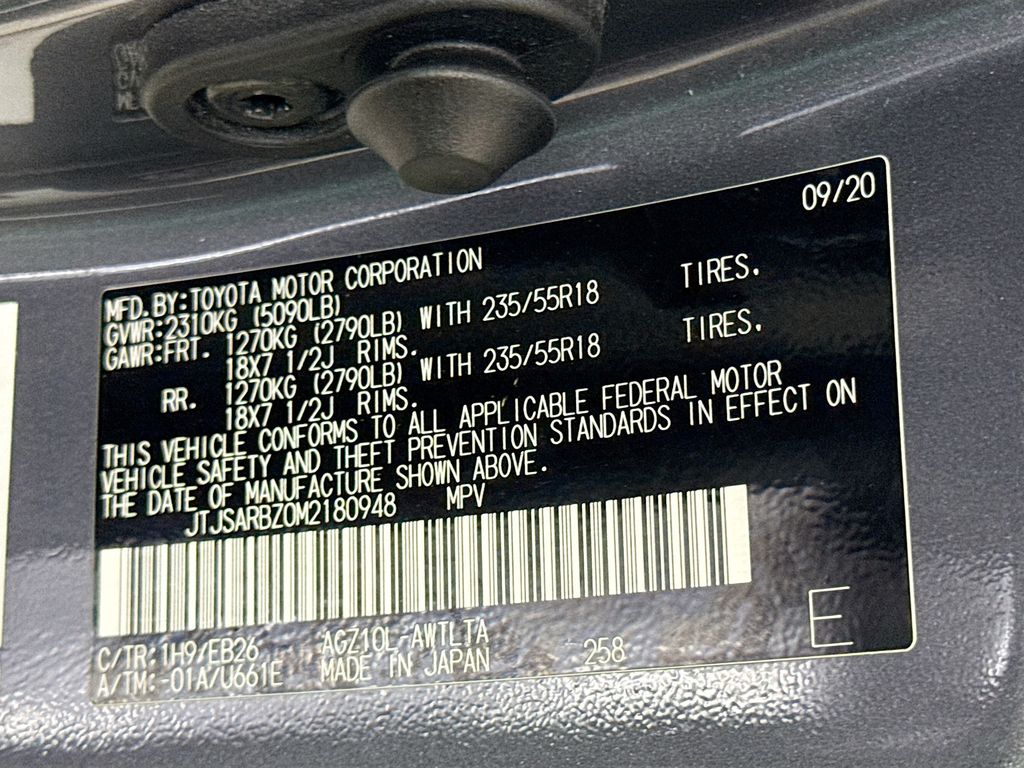 09/20
MFD. BY: TOYOTA MOTOR CORPORATION
GVWR: 2310KG (5090LB)
GAWR: FRT. 1270KG (2790LB) WITH 235/55R18 TIRES,
18X7 1/2J RIMS.
RR. 1270KG (2790LB) WITH 235/55R18 TIRES,
18X7 1/2J RIMS.
THIS VEHICLE CONFORMS TO ALL APPLICABLE FEDERAL MOTOR
VEHICLE SAFETY AND THEFT PREVENTION STANDARDS IN EFFECT ON
THE DATE OF MANUFACTURE SHOWN ABOVE.
JTJSARBZ0M2180948 MPV
C/TR: 1H9/EB26 AGZ10L-AWTLTA
A/TM: -01A/U661E MADE IN JAPAN 258
E